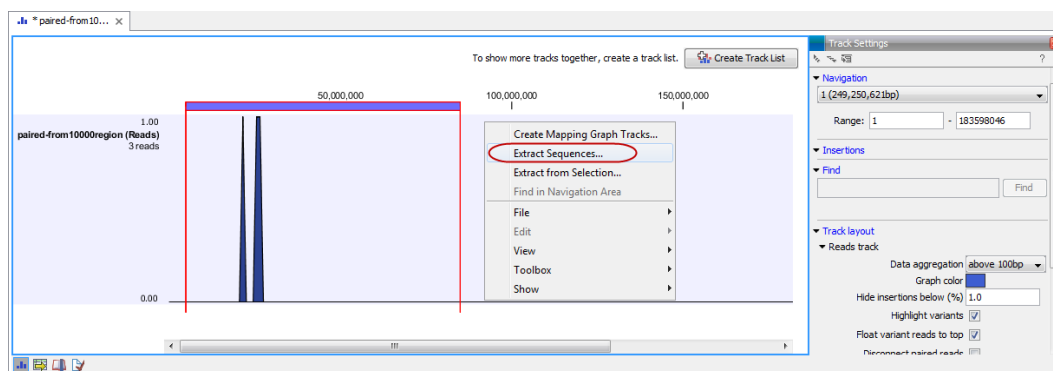 * paired-from10...
To show more tracks together, create a track list.
Create Track List
50,000,000
100,000,000
150,000,000
1.00
paired-from10000region (Reads)
3 reads
0.00
Create Mapping Graph Tracks...
Extract Sequences...
Extract from Selection...
Find in Navigation Area
File
Edit
View
Toolbox
Show
Track Settings
?
Navigation
1 (249,250,621bp)
Range: 1 - 183598046
Insertions
Find
Find
Track layout
Reads track
Data aggregation above 100bp
Graph color
Hide insertions below (%) 1.0
Highlight variants
Float variant reads to top
Disconnect paired reads